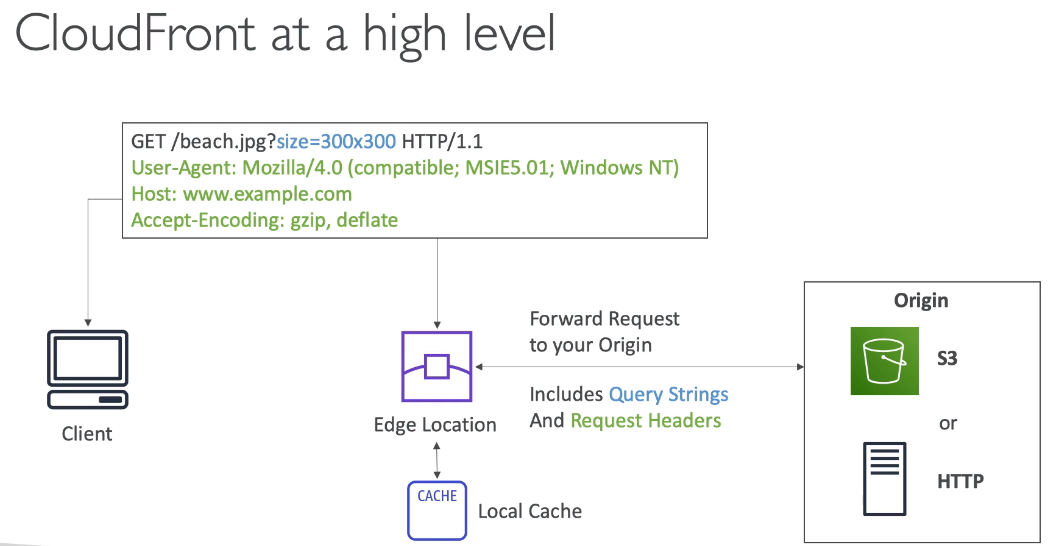 CloudFront at a high level
GET /beach.jpg?size=300x300 HTTP/1.1
User-Agent: Mozilla/4.0 (compatible; MSIE5.01; Windows NT)
Host: www.example.com
Accept-Encoding: gzip, deflate
Client
Edge Location
CACHE
Local Cache
Forward Request
to your Origin
Includes Query Strings
And Request Headers
Origin
S3
or
HTTP